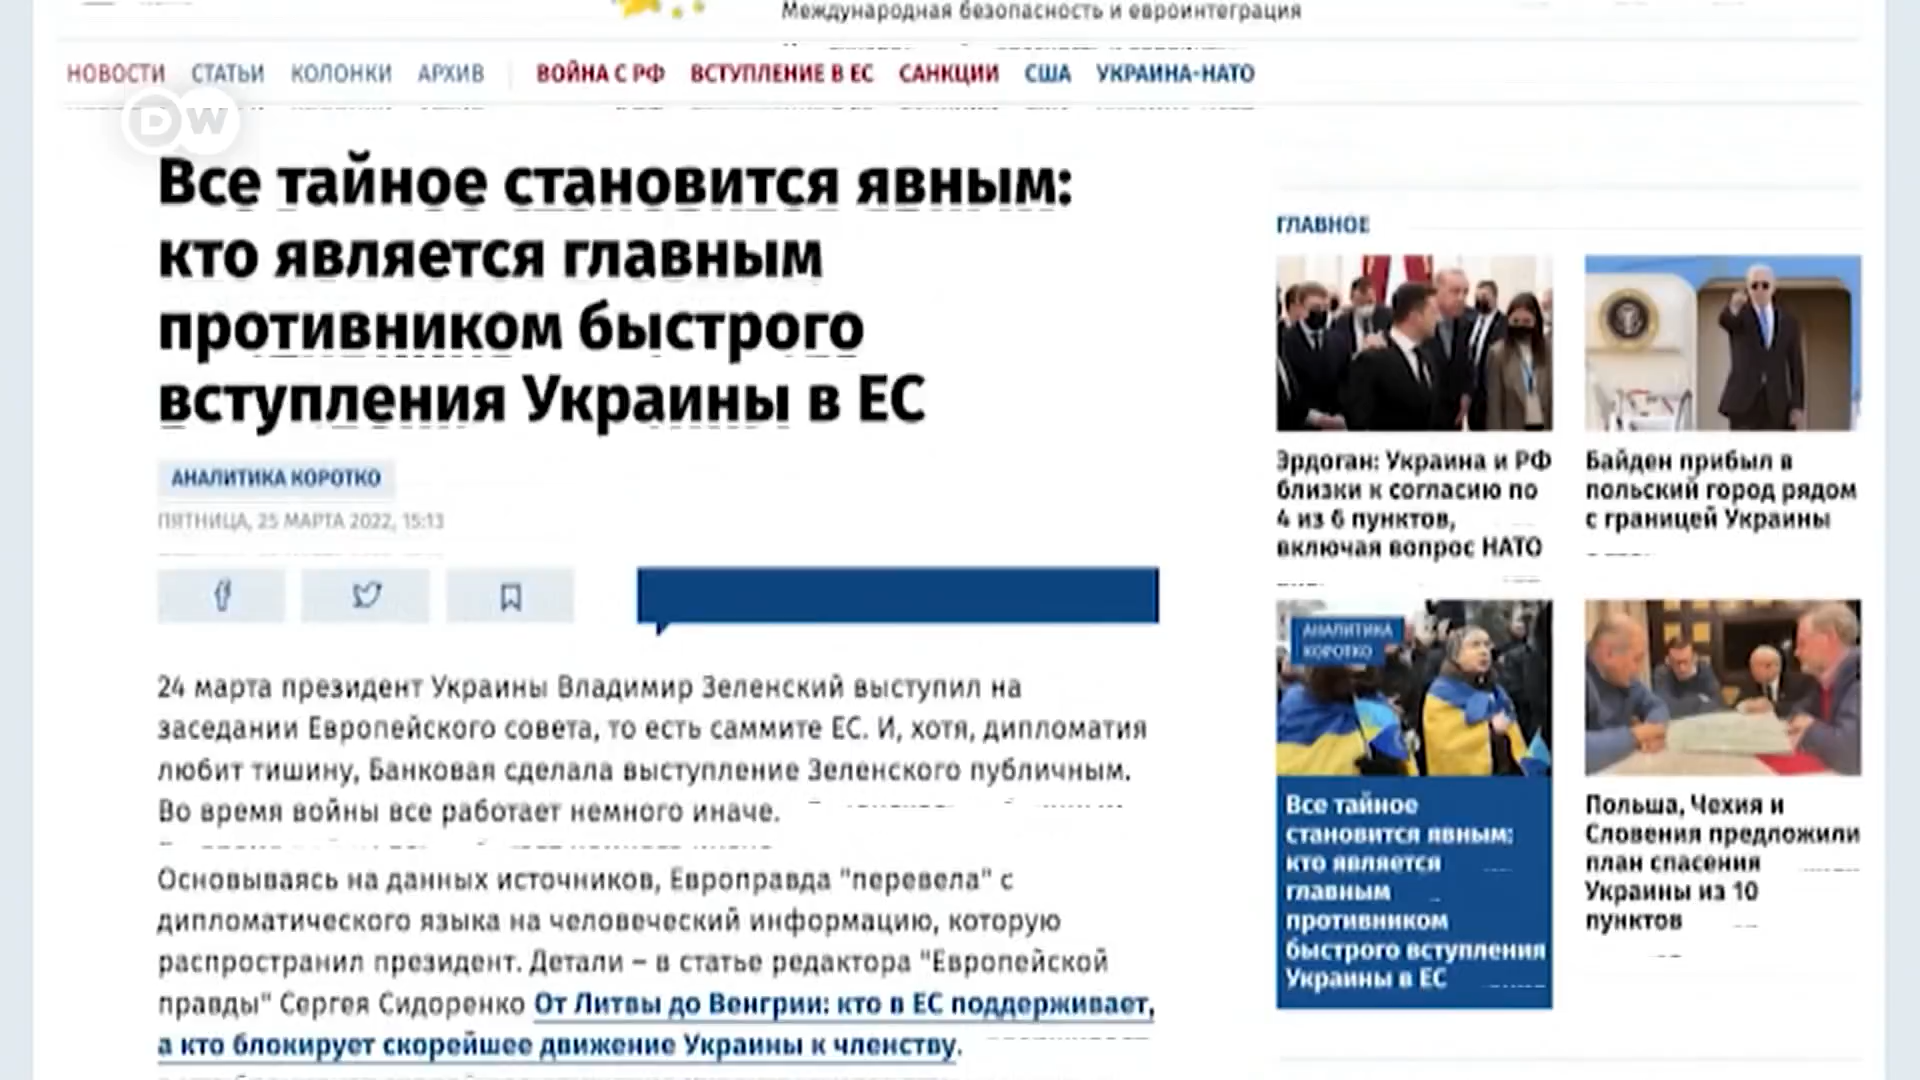 Международная безопасность и евроинтеграция
НОВОСТИ СТАТЬИ КОЛОНКИ АРХИВ ВОЙНА С РФ ВСТУПЛЕНИЕ В ЕС САНКЦИИ США УКРАИНА-НАТО
DW
Все тайное становится явным:
кто является главным
противником быстрого
вступления Украины в ЕС
АНАЛИТИКА КОРОТКО
ПЯТНИЦА, 25 МАРТА 2022, 15:13
24 марта президент Украины Владимир Зеленский выступил на
заседании Европейского совета, то есть саммите ЕС. И, хотя, дипломатия
любит тишину, Банковая сделала выступление Зеленского публичным.
Во время войны все работает немного иначе.
Основываясь на данных источников, Европравда "перевела" с
дипломатического языка на человеческий информацию, которую
распространил президент. Детали – в статье редактора "Европейской
правды" Сергея Сидоренко От Литвы до Венгрии: кто в ЕС поддерживает,
а кто блокирует скорейшее движение Украины к членству.
ГЛАВНОЕ
Эрдоган: Украина и РФ
близки к согласию по
4 из 6 пунктов,
включая вопрос НАТО
Байден прибыл в
польский город рядом
с границей Украины
АНАЛИТИКА
КОРОТКО
Все тайное
становится явным:
кто является
главным
противником
быстрого вступления
Украины в ЕС
Польша, Чехия и
Словения предложили
план спасения
Украины из 10
пунктов